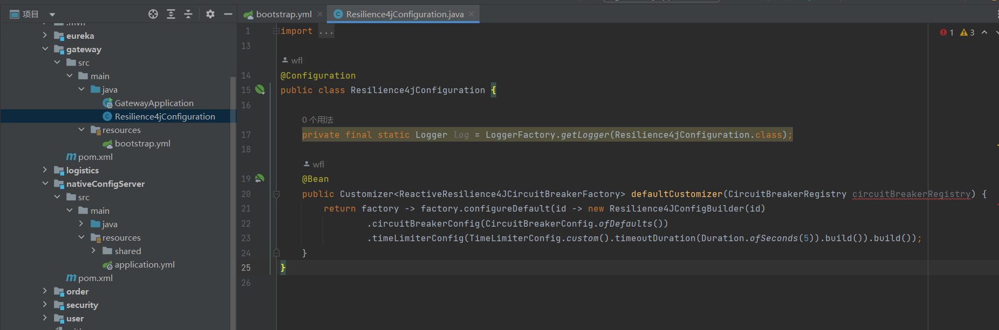 项目
bootstrap.yml
Resilience4jConfiguration.java
.mvn
eureka
gateway
src
main
java
GatewayApplication
Resilience4jConfiguration
resources
bootstrap.yml
pom.xml
logistics
nativeConfigServer
src
main
java
resources
shared
application.yml
pom.xml
order
security
user
1 import ...
13
wfl
14 @Configuration
15 public class Resilience4jConfiguration {
16
0 个用法
17 private final static Logger log = LoggerFactory.getLogger(Resilience4jConfiguration.class);
18
wfl
19 @Bean
20 public Customizer<ReactiveResilience4JCircuitBreakerFactory> defaultCustomizer(CircuitBreakerRegistry circuitBreakerRegistry) {
21 return factory -> factory.configureDefault(id -> new Resilience4JConfigBuilder(id)
22 .circuitBreakerConfig(CircuitBreakerConfig.ofDefaults())
23 .timeLimiterConfig(TimeLimiterConfig.custom().timeoutDuration(Duration.ofSeconds(5)).build()).build());
24 }
25 }
26
1 3